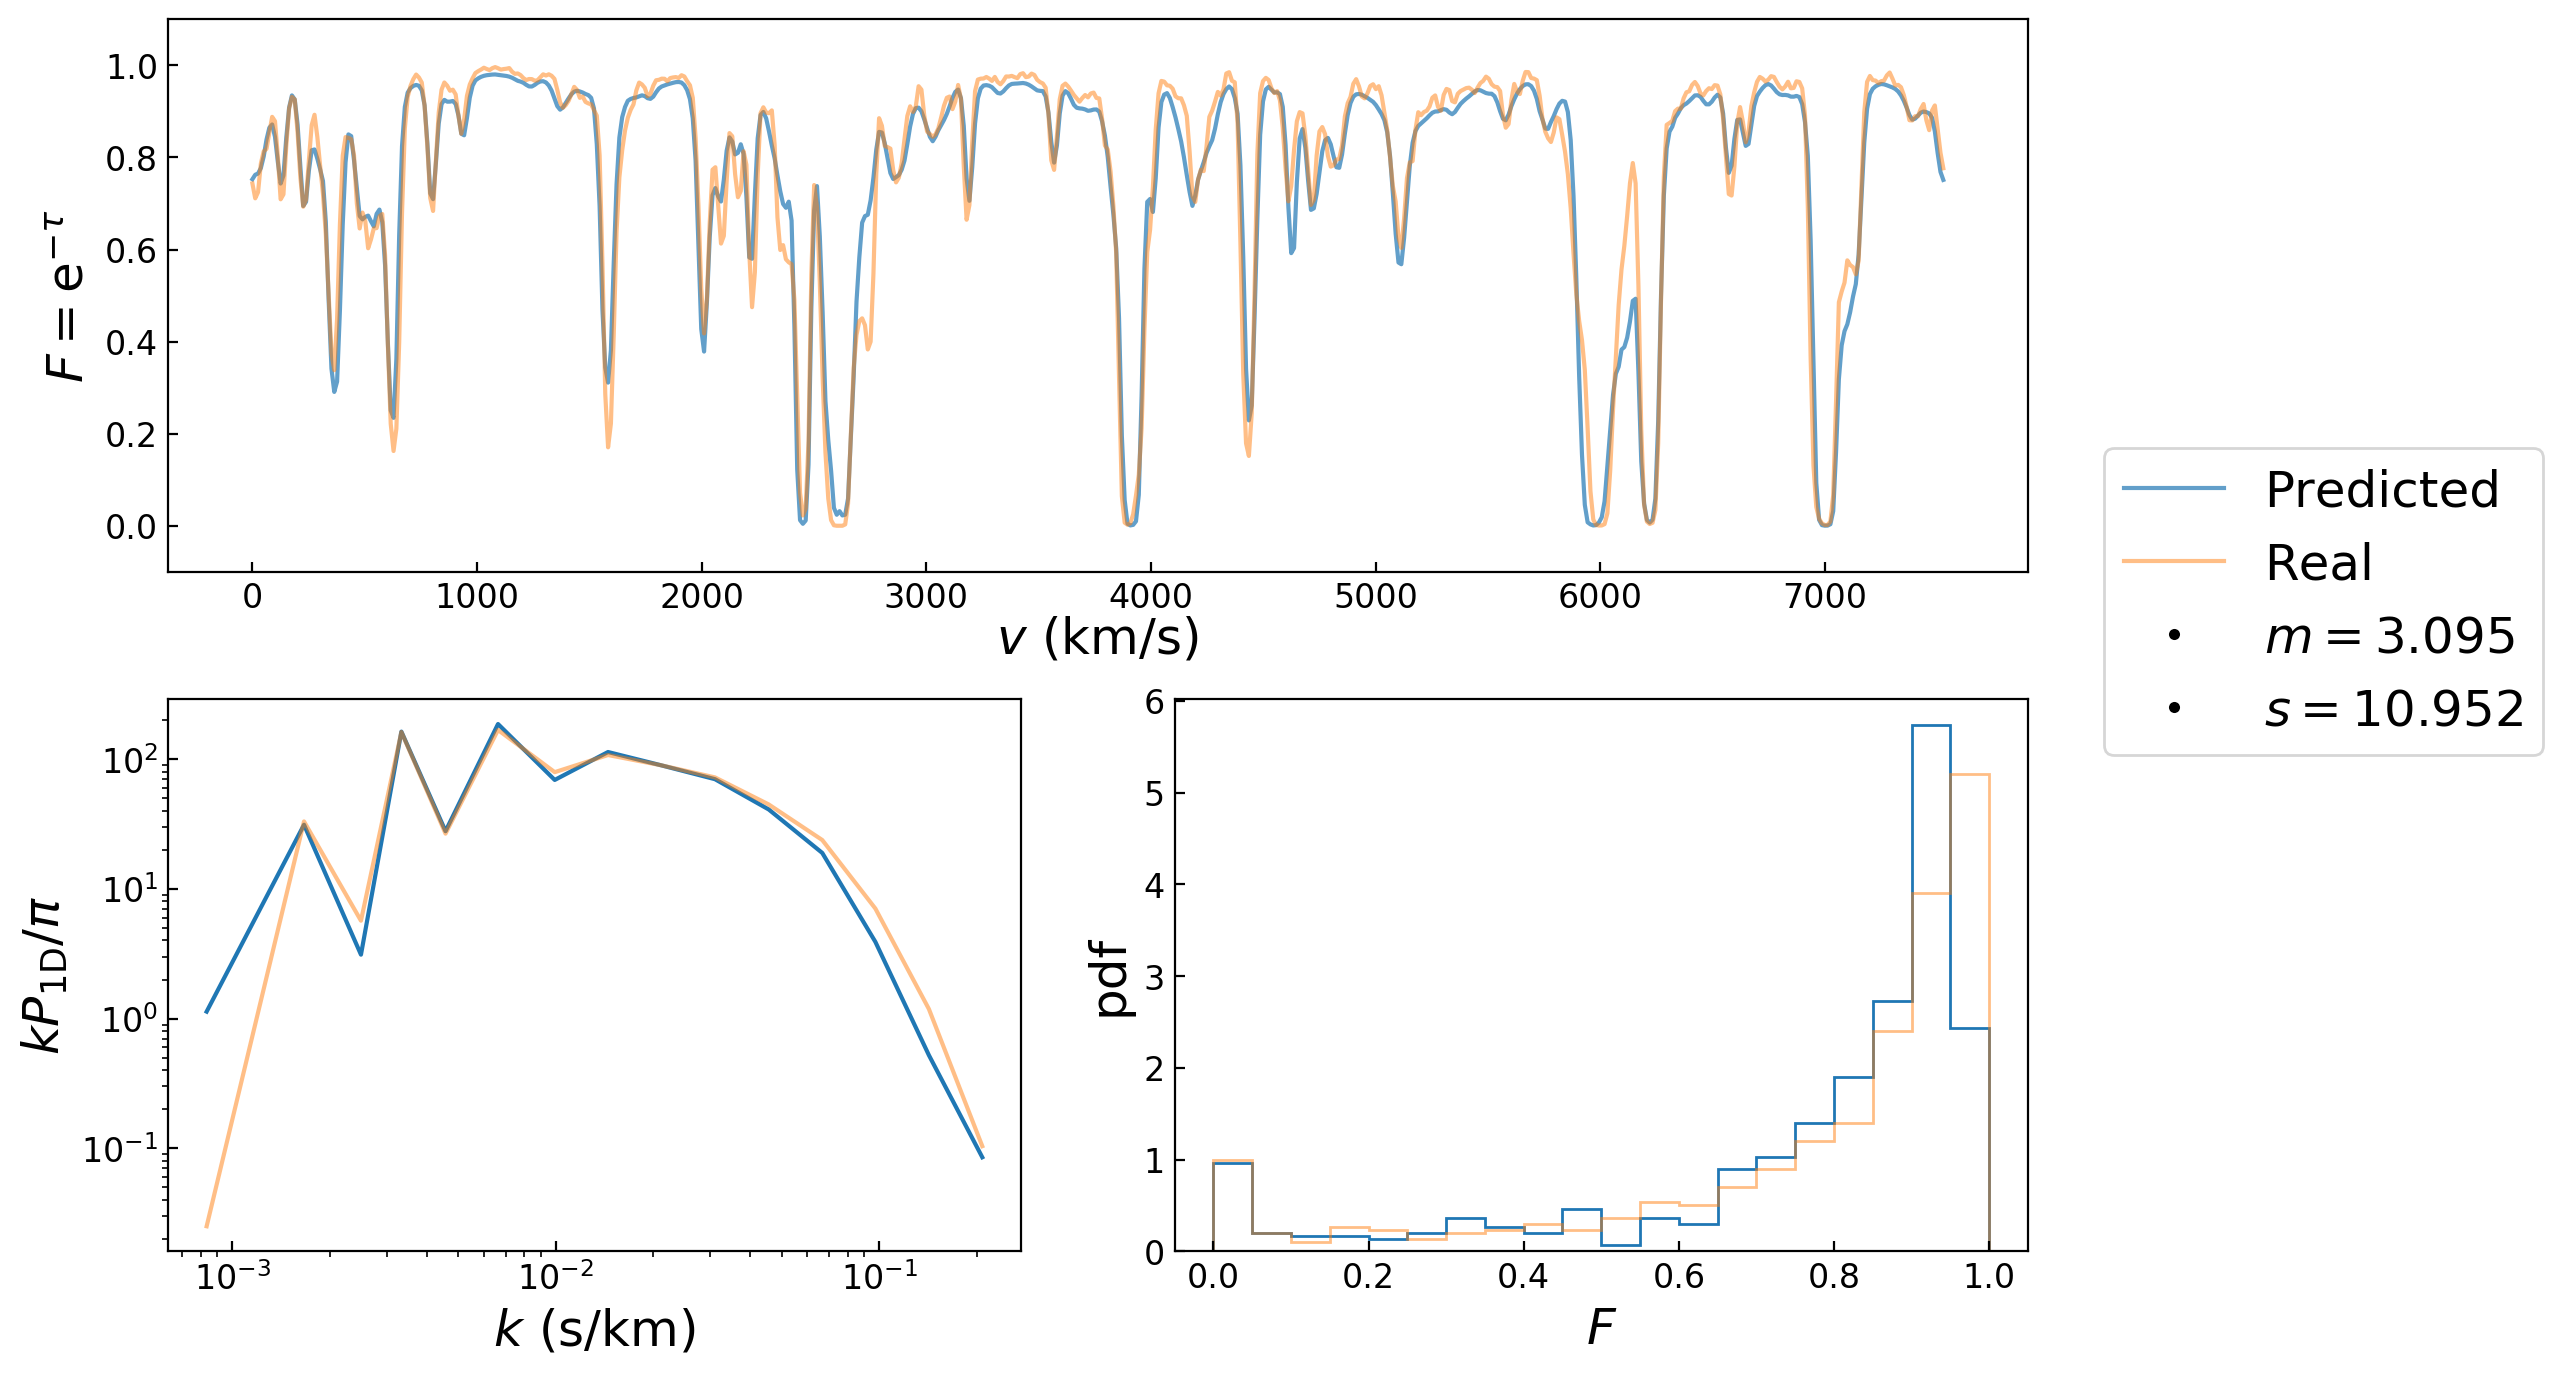 F = e^{−τ}
1.0
0.8
0.6
0.4
0.2
0.0
0 1000 2000 3000 4000 5000 6000 7000
v (km/s)
Predicted
Real
m = 3.095
s = 10.952
kP_{1D}/π
10^2
10^1
10^0
10^{−1}
10^{−3} 10^{−2} 10^{−1}
k (s/km)
pdf
6
5
4
3
2
1
0
0.0 0.2 0.4 0.6 0.8 1.0
F